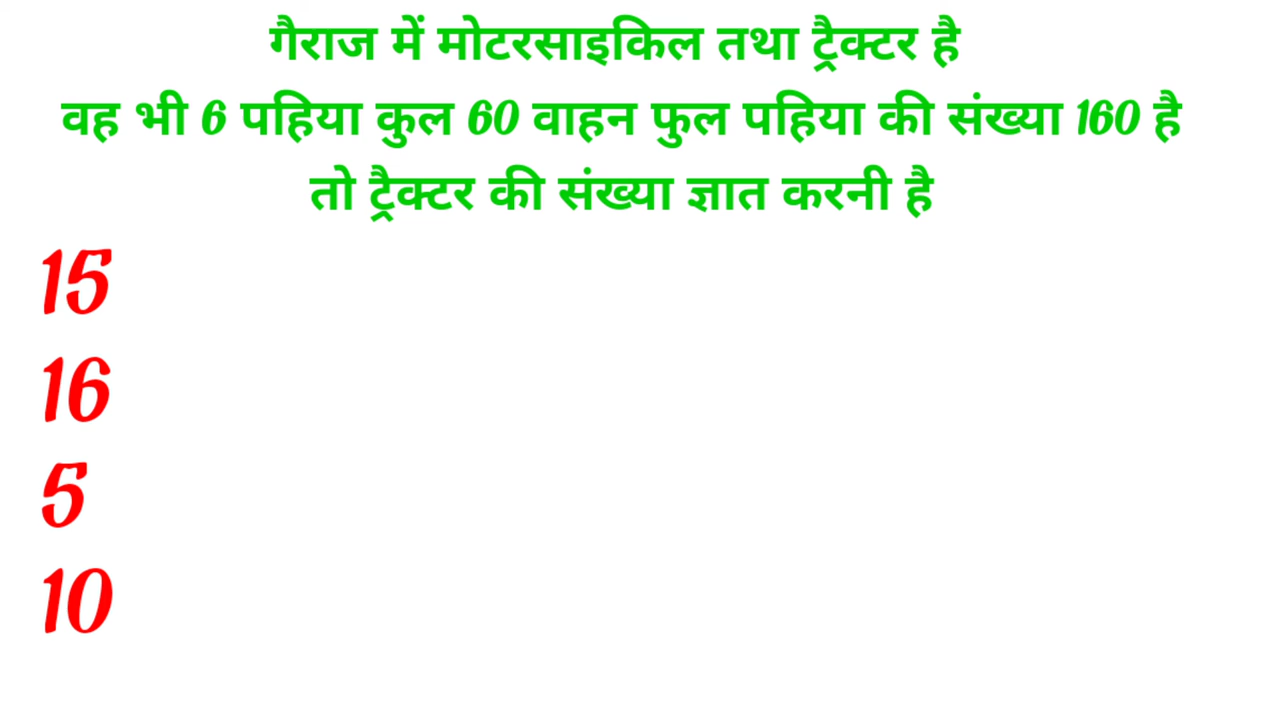 गैराज में मोटरसाइकिल तथा ट्रैक्टर है
वह भी 6 पहिया कुल 60 वाहन फुल पहिया की संख्या 160 है
तो ट्रैक्टर की संख्या ज्ञात करनी है
15
16
5
10